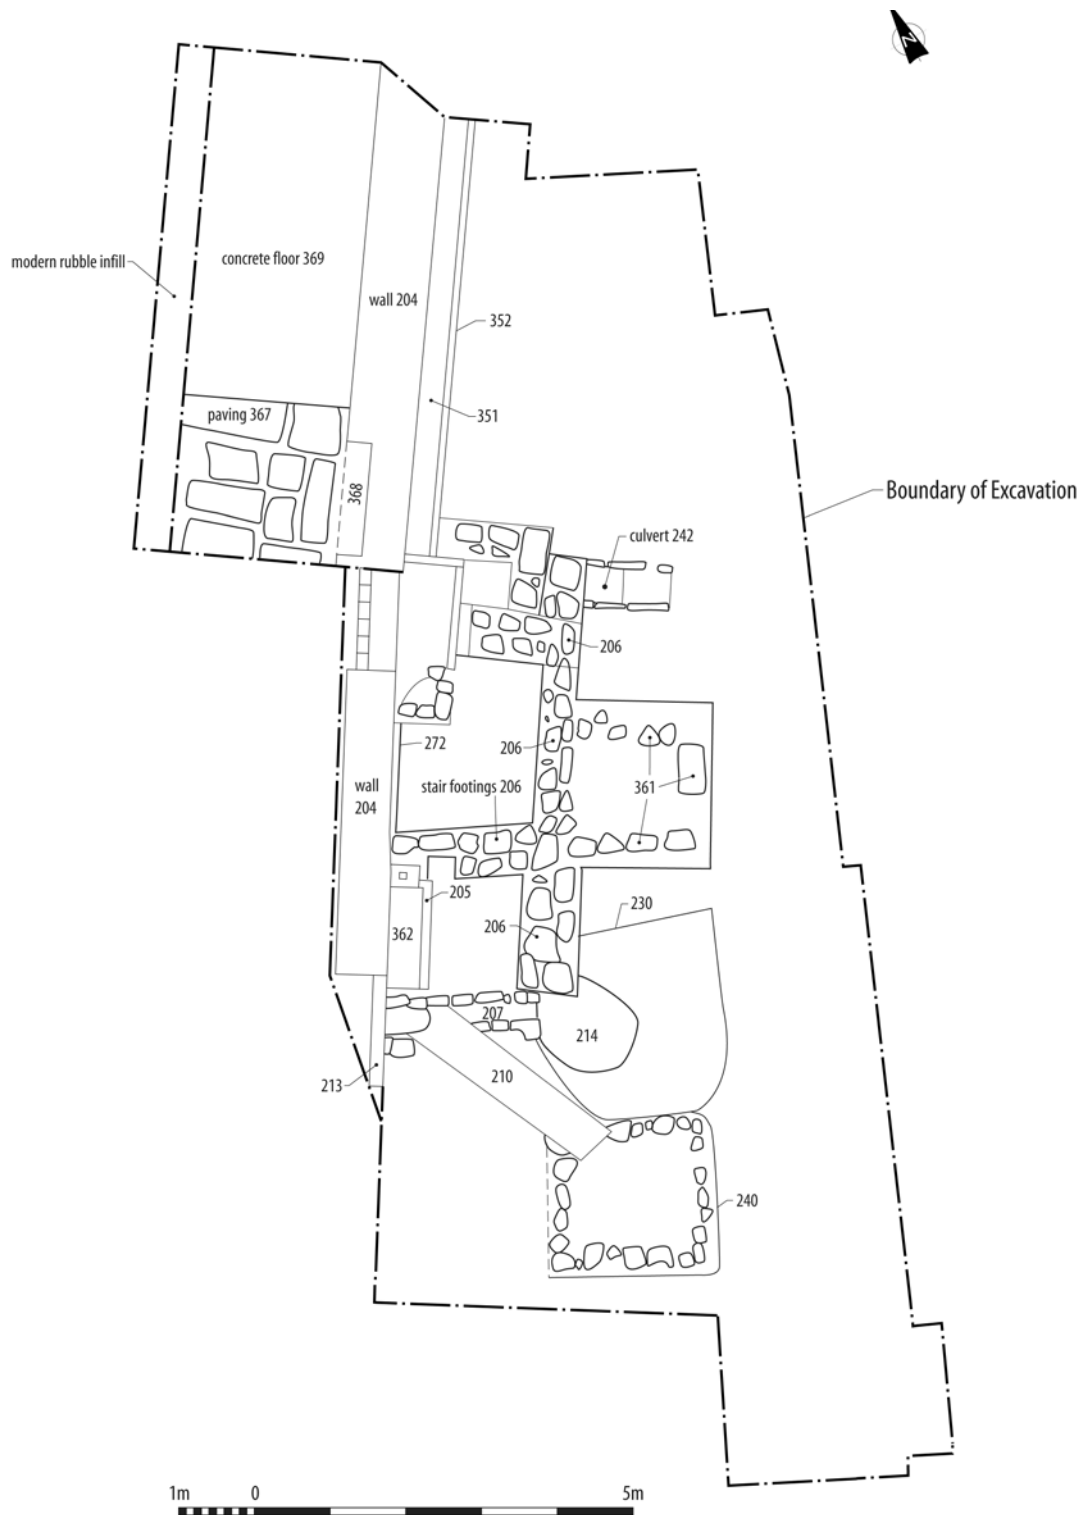 N
modern rubble infill
concrete floor 369
wall 204
352
351
paving 367
368
Boundary of Excavation
culvert 242
206
272
206
wall
204
stair footings 206
361
205
362
206
230
207
214
210
213
240
1m 0 5m